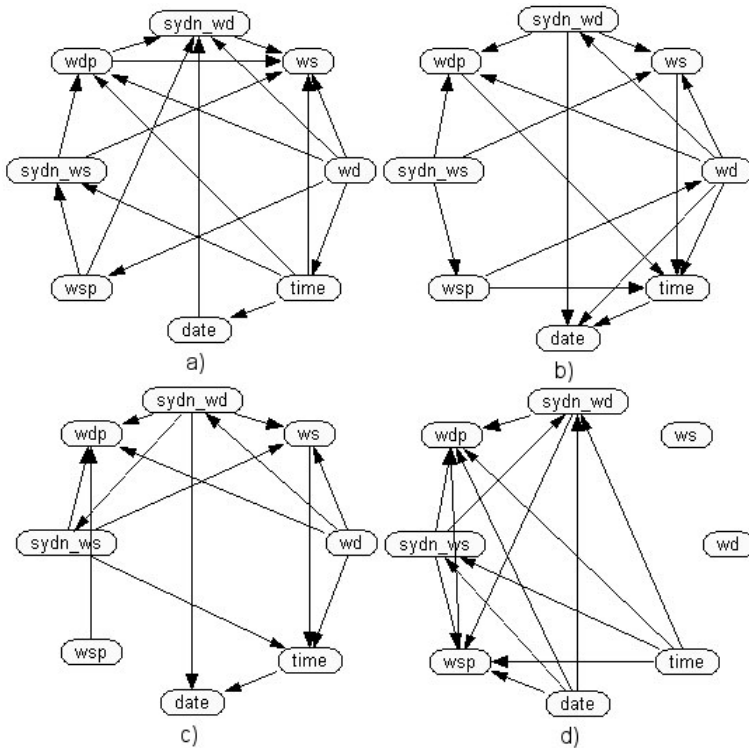 sydn_wd
wdp
ws
sydn_ws
wd
wsp
time
date
a)
sydn_wd
wdp
ws
sydn_ws
wd
wsp
time
date
b)
sydn_wd
wdp
ws
sydn_ws
wd
wsp
time
date
c)
sydn_wd
wdp
ws
sydn_ws
wd
wsp
time
date
d)